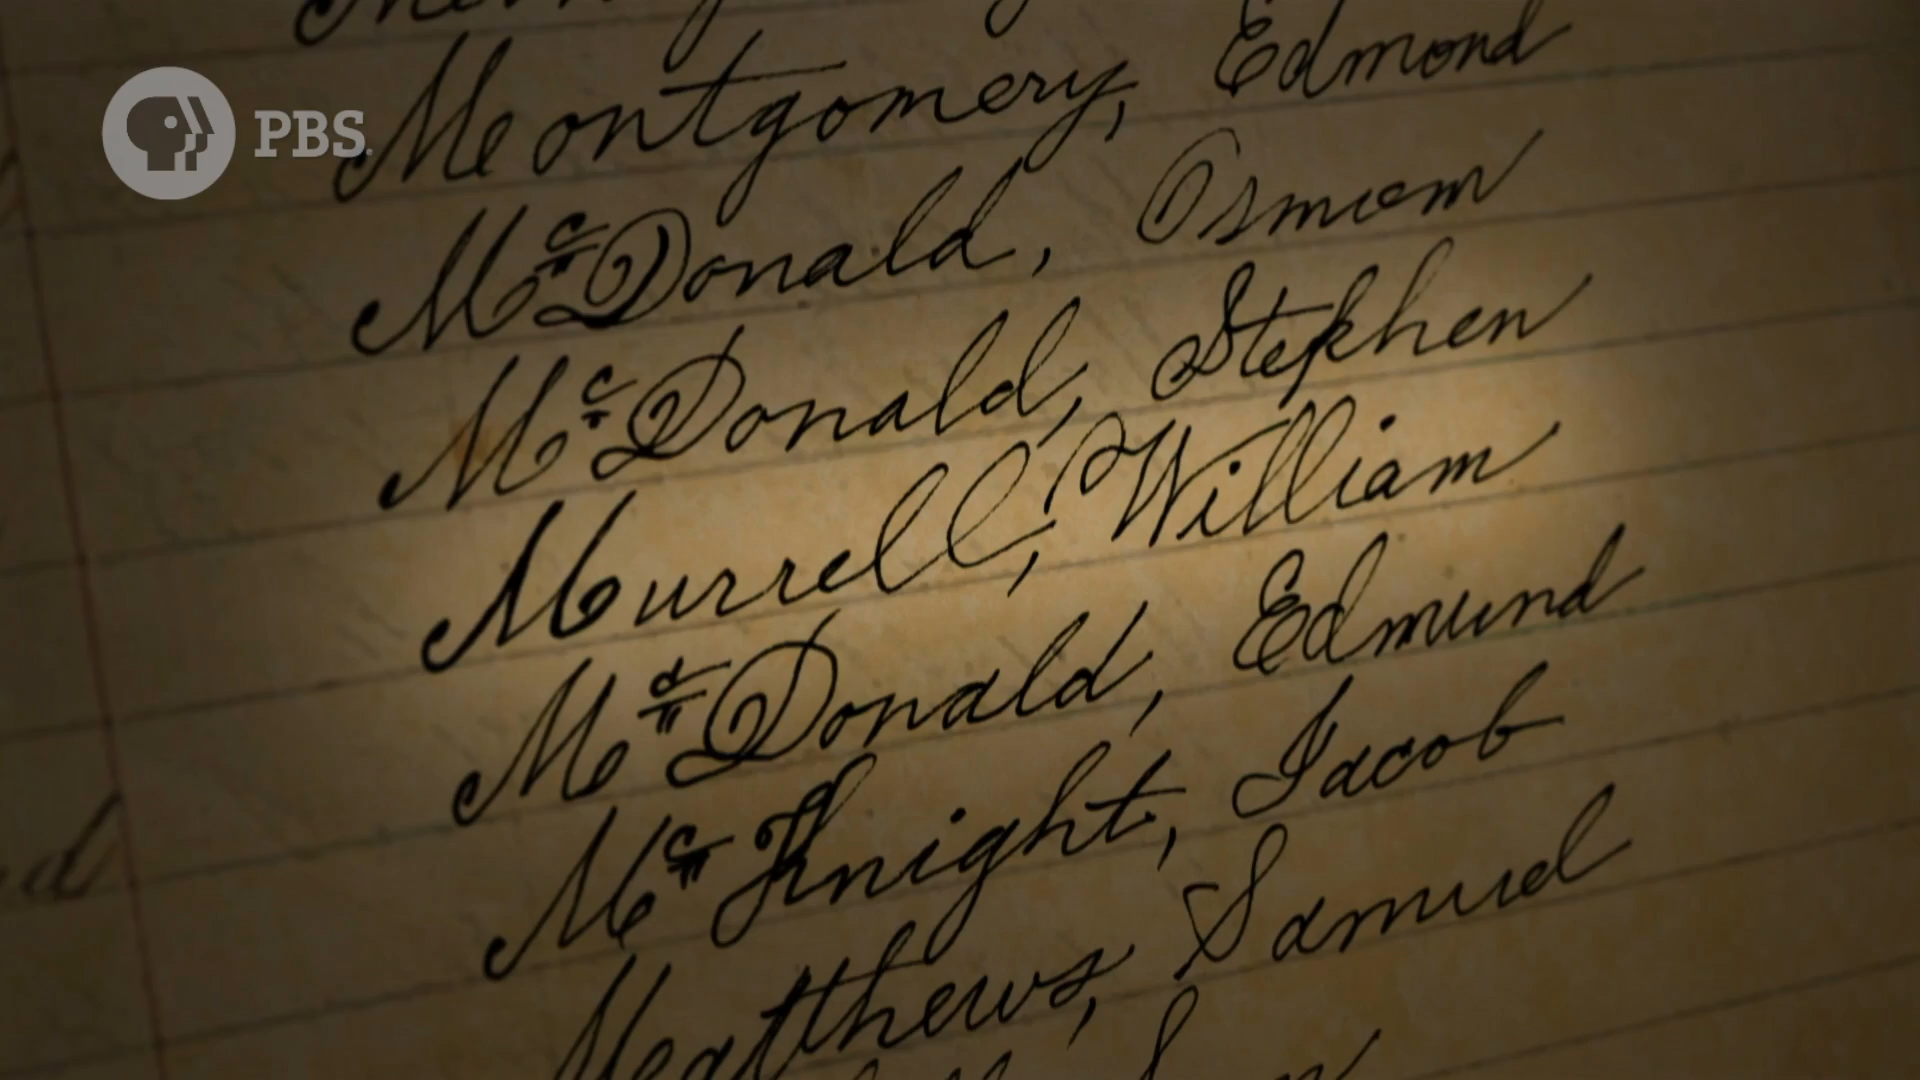 PBS.
Montgomery, Edmond
McDonald, Osmom
McDonald, Stephen
Murrell, William
McDonald, Edmund
McKnight, Jacob
Matthews, Samuel